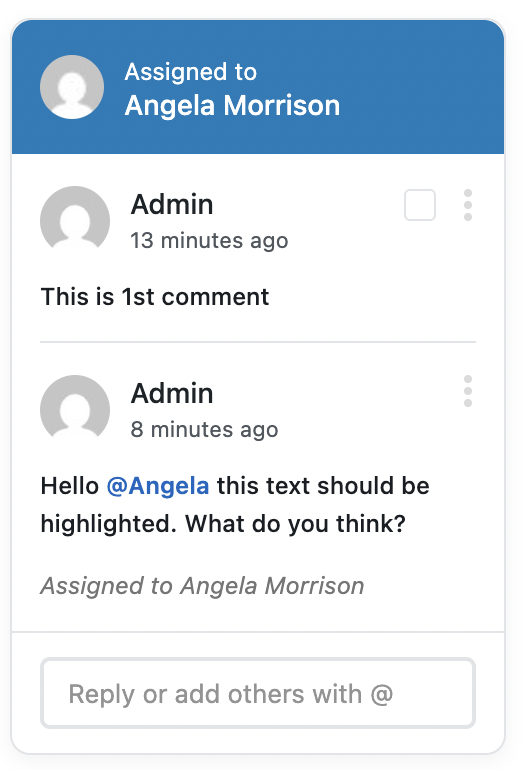 Assigned to
Angela Morrison
Admin
13 minutes ago
This is 1st comment
Admin
8 minutes ago
Hello @Angela this text should be
highlighted. What do you think?
Assigned to Angela Morrison
Reply or add others with @